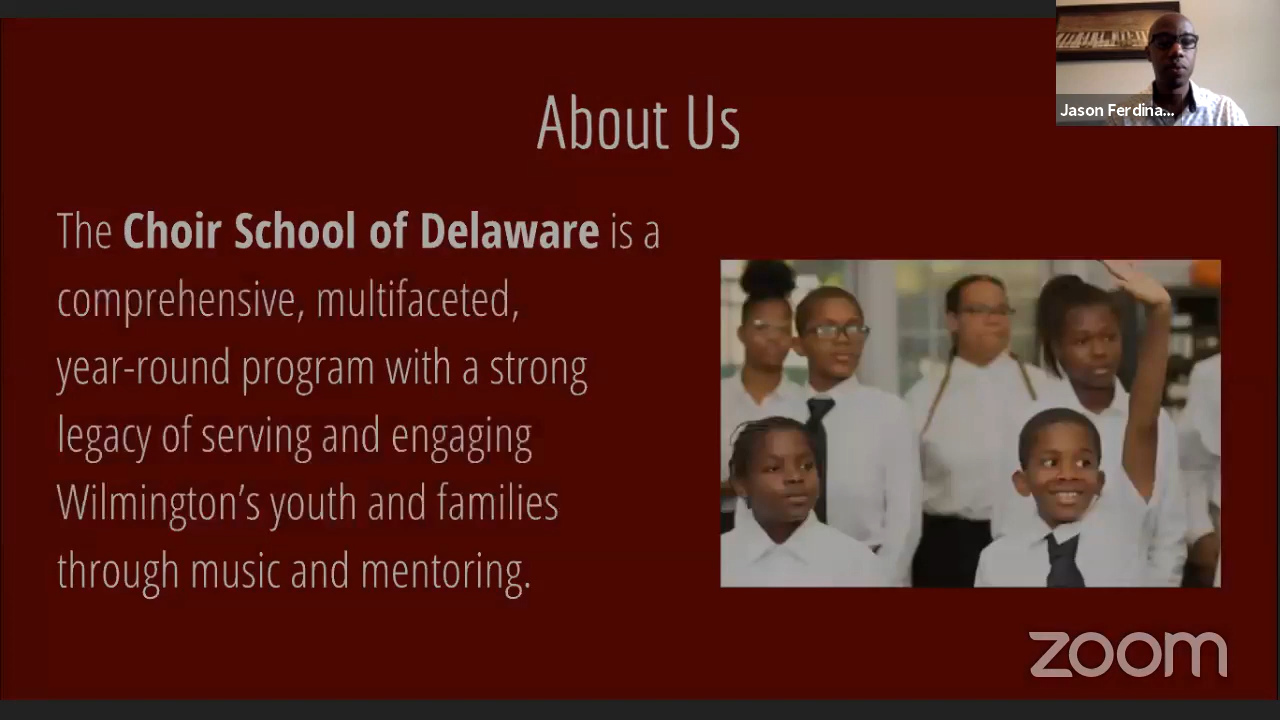 Jason Ferdina...
About Us
The Choir School of Delaware is a
comprehensive, multifaceted,
year-round program with a strong
legacy of serving and engaging
Wilmington's youth and families
through music and mentoring.
zoom